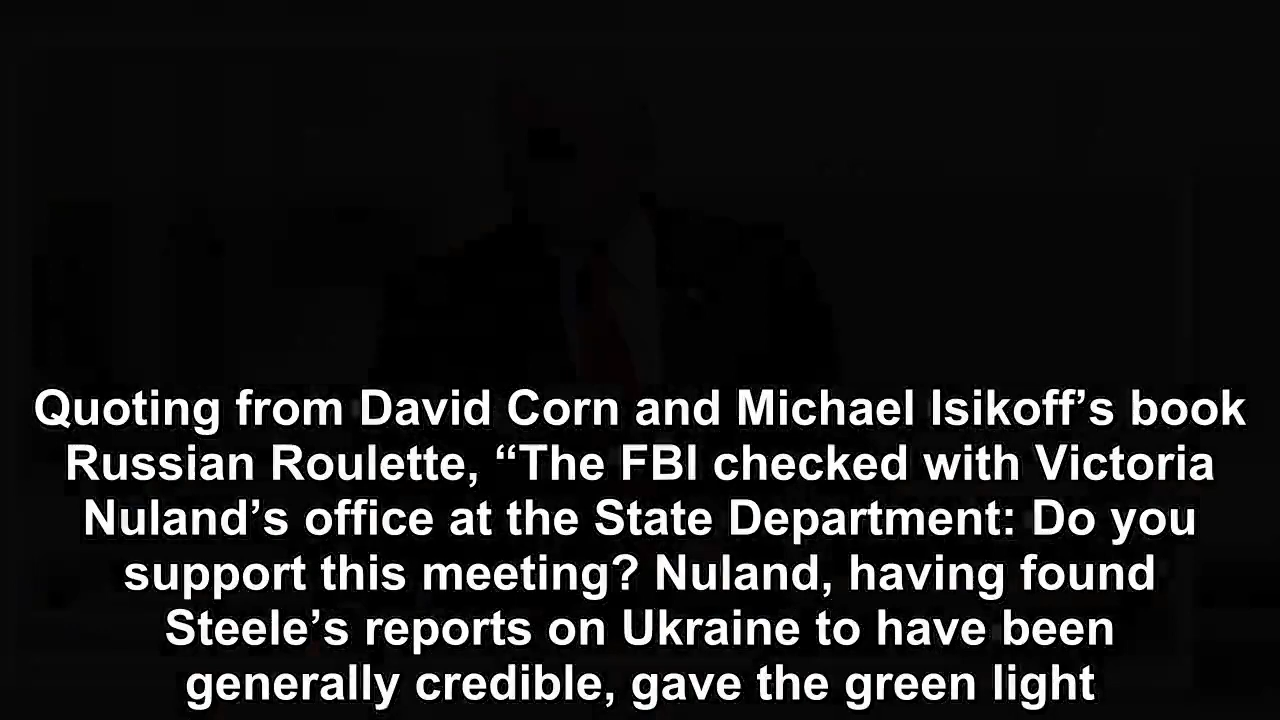 Quoting from David Corn and Michael Isikoff’s book
Russian Roulette, “The FBI checked with Victoria
Nuland’s office at the State Department: Do you
support this meeting? Nuland, having found
Steele’s reports on Ukraine to have been
generally credible, gave the green light